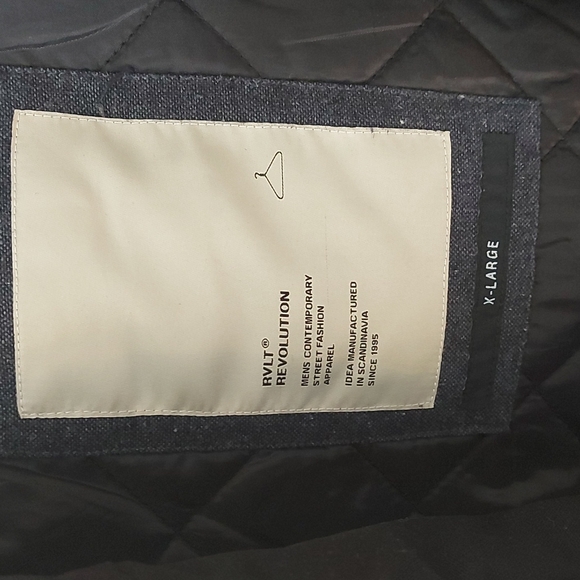 RVLT®
REVOLUTION
MENS CONTEMPORARY
STREET FASHION
APPAREL
IDEA MANUFACTURED
IN SCANDINAVIA
SINCE 1995
X-LARGE